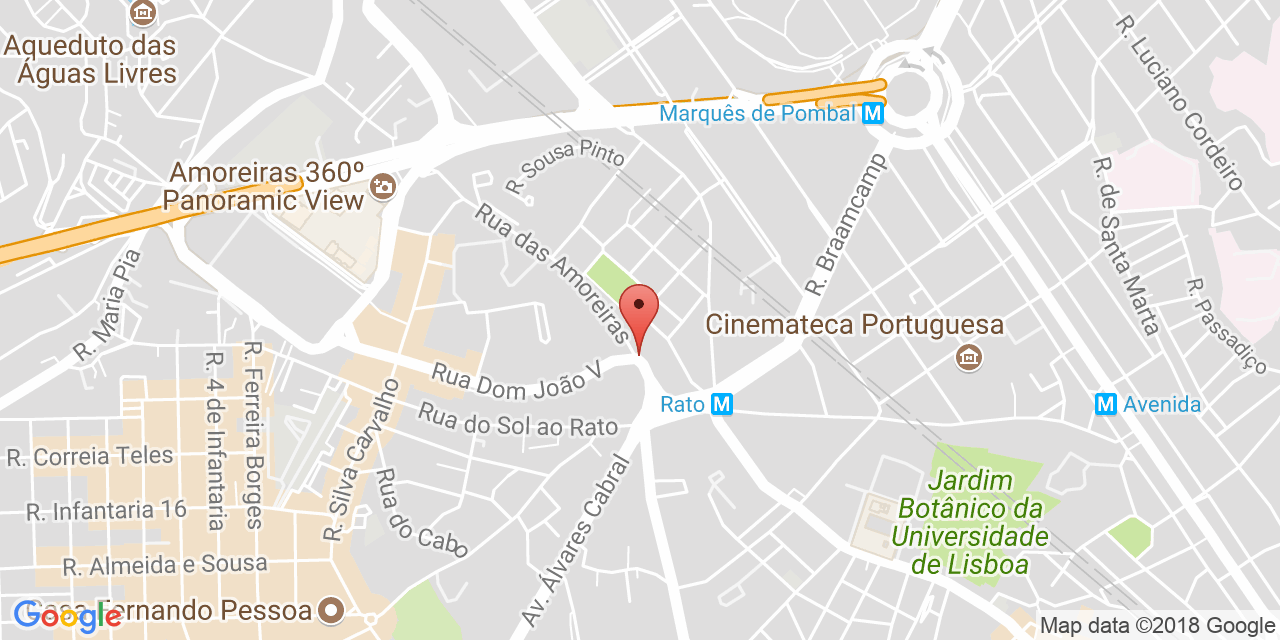 Aqueduto das
Águas Livres
R. Luciano Cordeiro
Marquês de Pombal M
R. Sousa Pinto
Amoreiras 360º
Panoramic View
R. Braamcamp
R. de Santa Marta
Rua das Amoreiras
R. Maria Pia
R. Passadiço
Cinemateca Portuguesa
R. 4 de Infantaria
R. Ferreira Borges
Rua Dom João V
R. Silva Carvalho
Rua do Sol ao Rato
Rato M
M Avenida
R. Correia Teles
Rua do Cabo
Av. Álvares Cabral
Jardim
Botânico da
Universidade
de Lisboa
R. Infantaria 16
R. Almeida e Sousa
Casa Fernando Pessoa
Google
Map data ©2018 Google